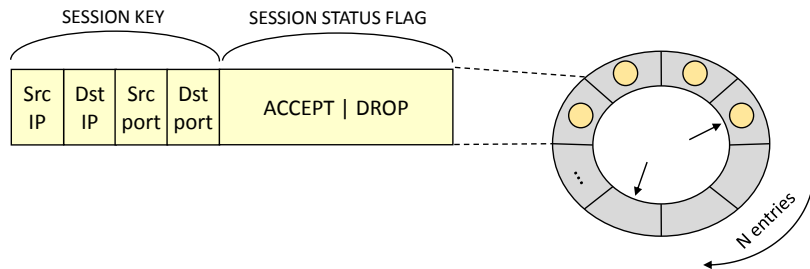 SESSION KEY
SESSION STATUS FLAG
Src IP
Dst IP
Src port
Dst port
ACCEPT | DROP
...
N entries